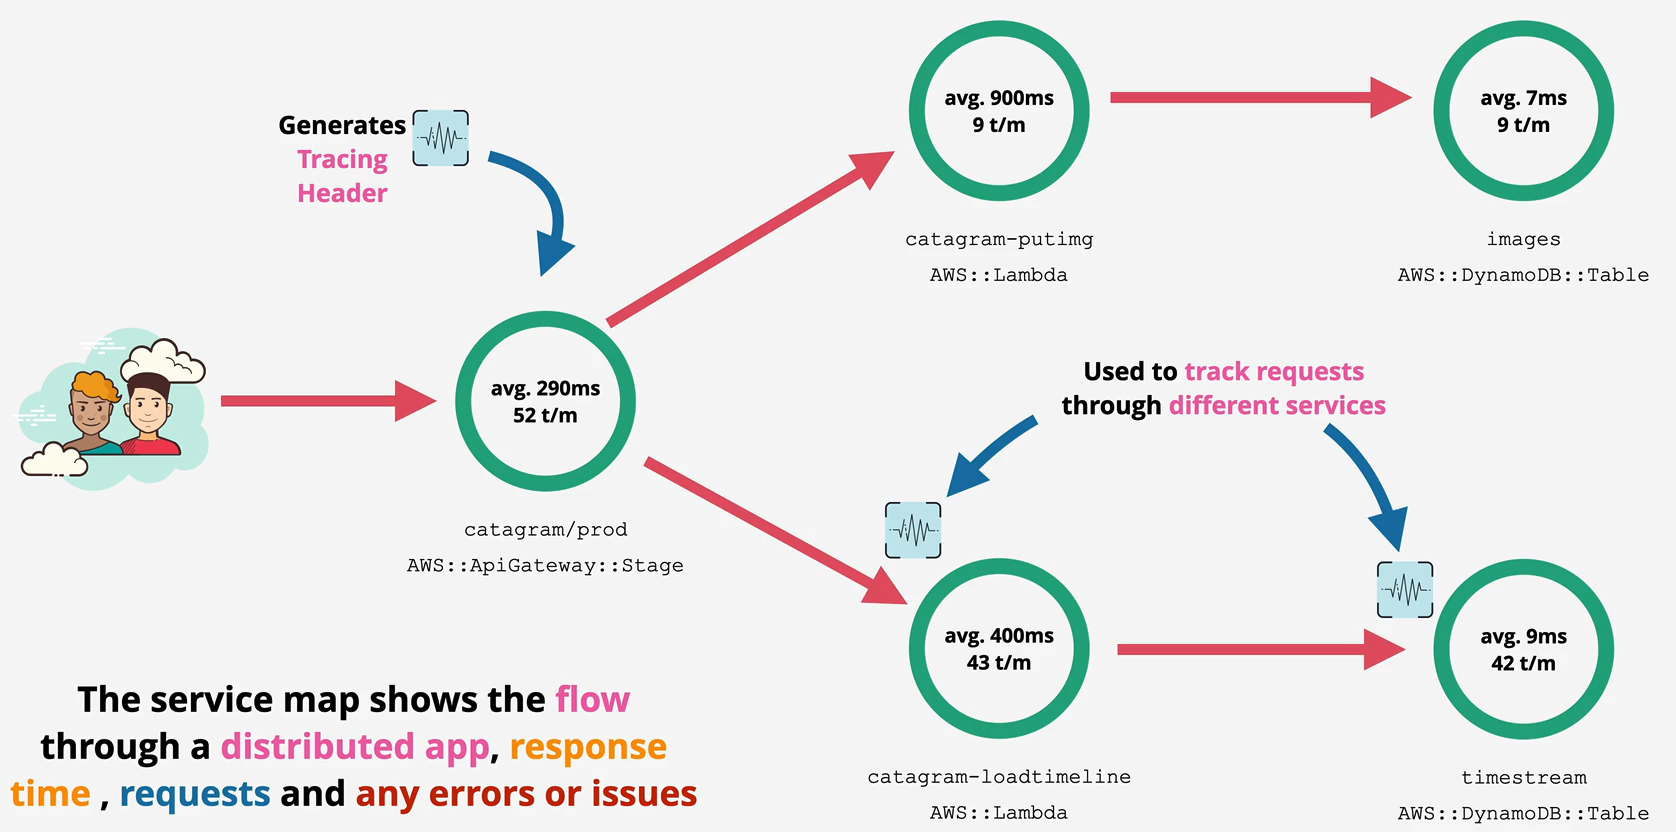 Generates
Tracing
Header
avg. 290ms
52 t/m
catagram/prod
AWS::ApiGateway::Stage
avg. 900ms
9 t/m
catagram-putimg
AWS::Lambda
avg. 7ms
9 t/m
images
AWS::DynamoDB::Table
Used to track requests
through different services
avg. 400ms
43 t/m
catagram-loadtimeline
AWS::Lambda
avg. 9ms
42 t/m
timestream
AWS::DynamoDB::Table
The service map shows the flow
through a distributed app, response
time , requests and any errors or issues